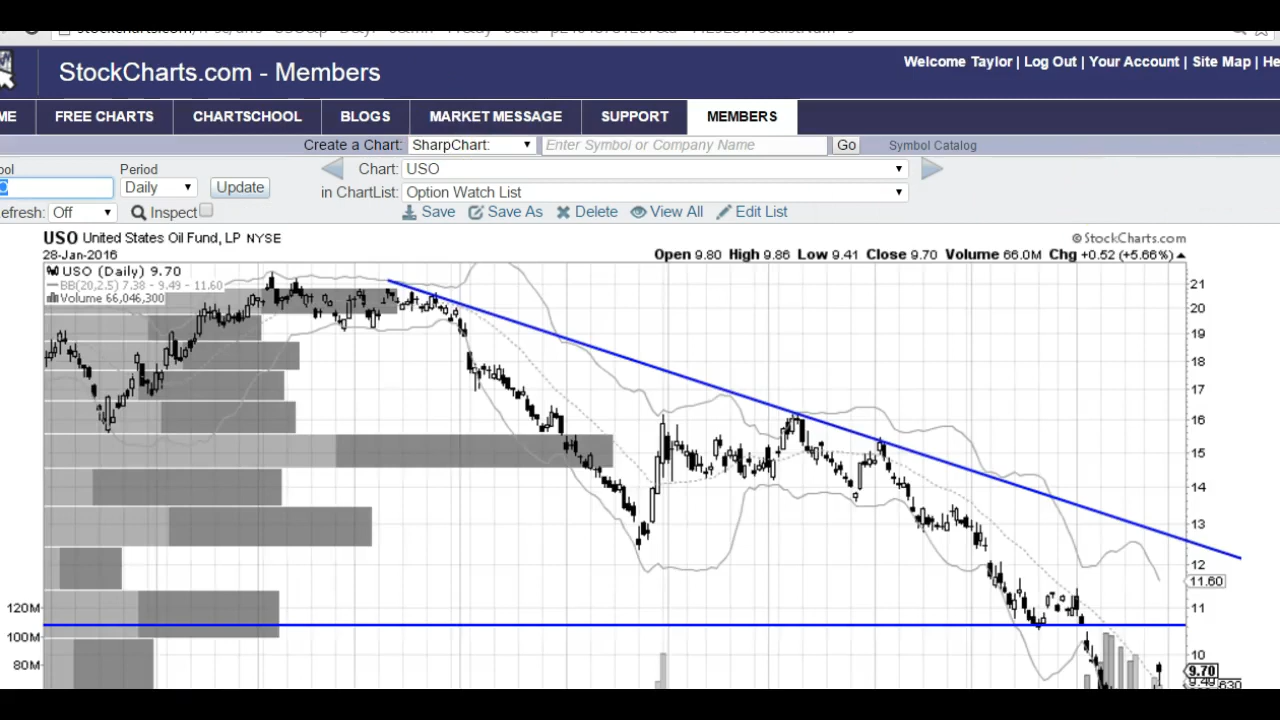 StockCharts.com - Members
Welcome Taylor | Log Out | Your Account | Site Map | He
ME FREE CHARTS CHARTSCHOOL BLOGS MARKET MESSAGE SUPPORT MEMBERS
Create a Chart: SharpChart: Enter Symbol or Company Name Go Symbol Catalog
ool Period Chart: USO
Daily Update
in ChartList: Option Watch List
efresh: Off Inspect Save Save As Delete View All Edit List
USO United States Oil Fund, LP NYSE © StockCharts.com
28-Jan-2016 Open 9.80 High 9.86 Low 9.41 Close 9.70 Volume 66.0M Chg +0.52 (+5.66%)
USO (Daily) 9.70
BB(20,2.5) 7.38 - 9.49 - 11.60
Volume 66,046,300
21
20
19
18
17
16
15
14
13
12
11.60
120M 11
100M
10
80M 9.70